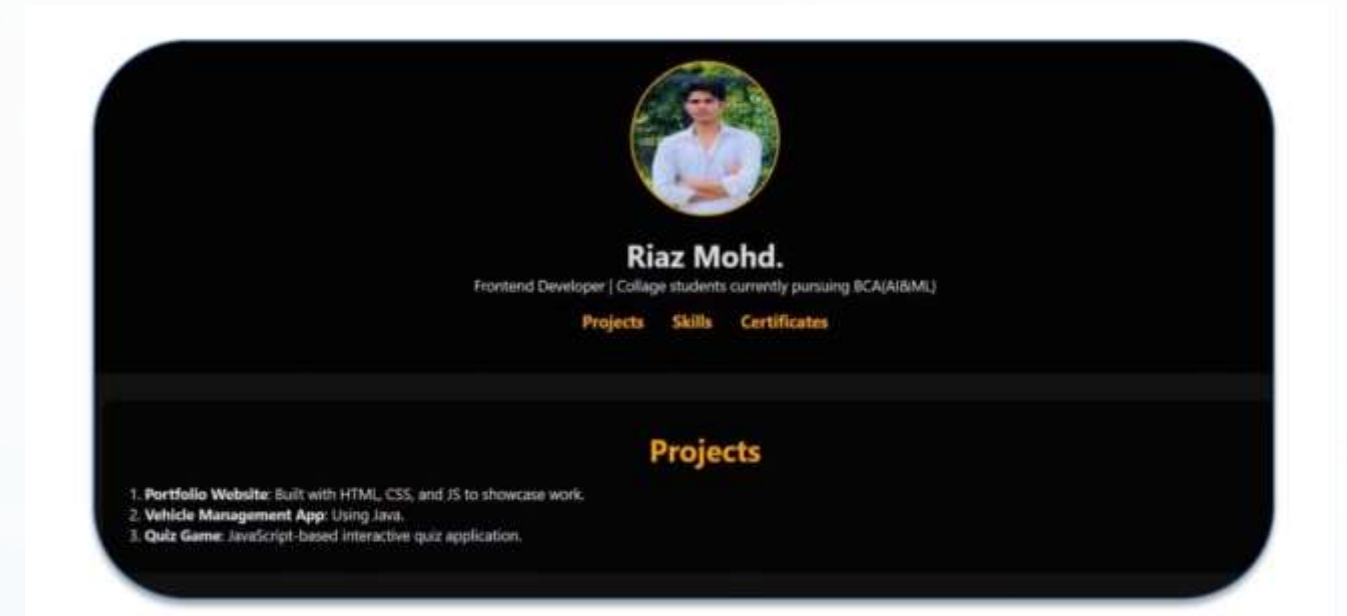 Riaz Mohd.
Frontend Developer | Collage students currently pursuing BCA(AI&ML)
Projects Skills Certificates
Projects
1. Portfolio Website: Built with HTML, CSS, and JS to showcase work.
2. Vehicle Management App: Using Java.
3. Quiz Game: JavaScript-based interactive quiz application.